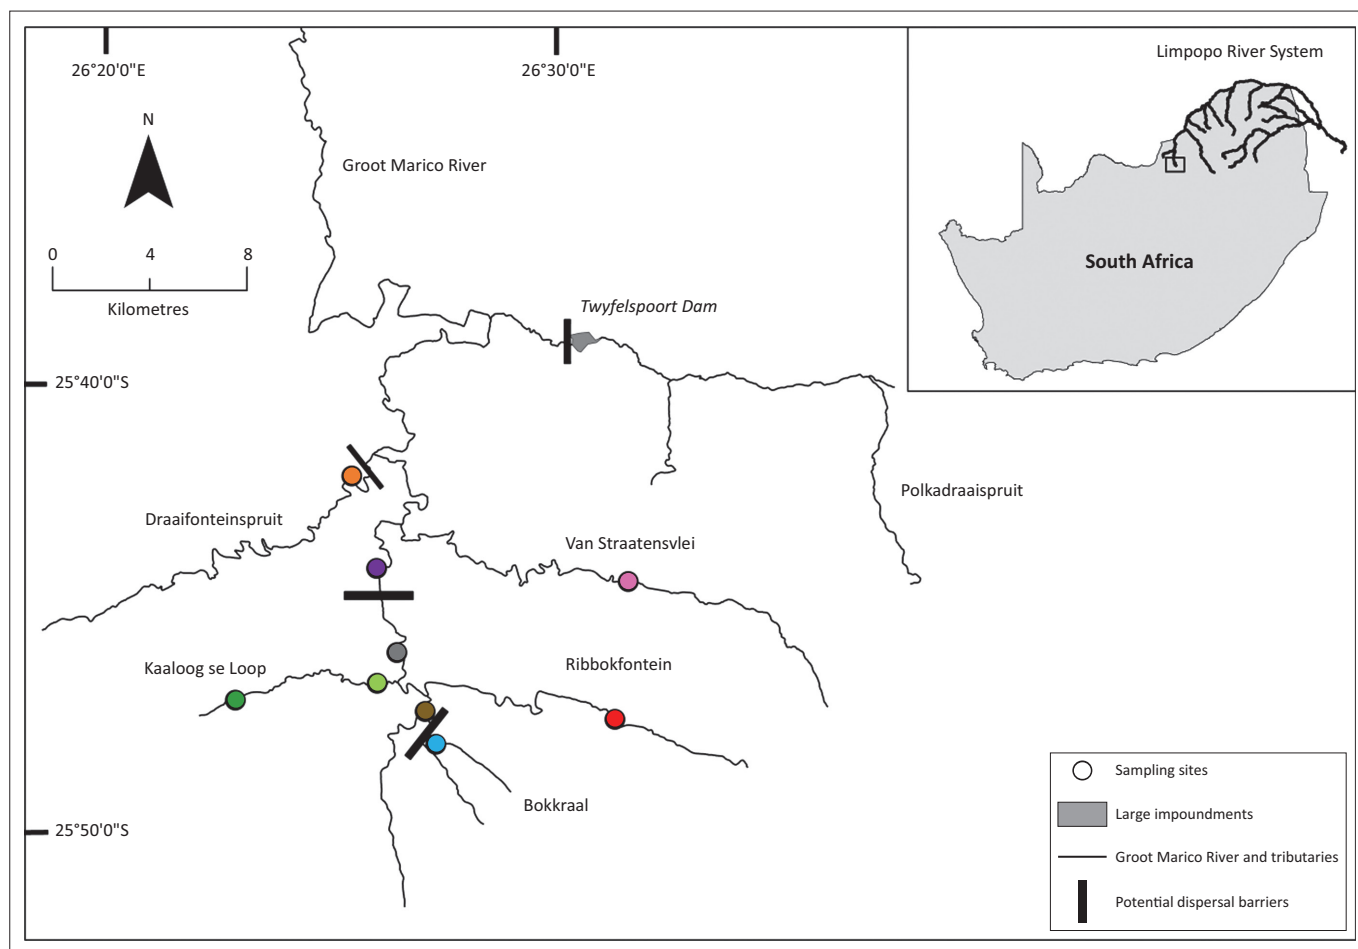 26°20'0"E
26°30'0"E
Limpopo River System
N
Groot Marico River
0 4 8
Kilometres
South Africa
Twyfelspoort Dam
25°40'0"S
Polkadraaispruit
Draaifonteinspruit
Van Straatensvlei
Kaaloog se Loop
Ribbokfontein
Bokkraal
25°50'0"S
Sampling sites
Large impoundments
Groot Marico River and tributaries
Potential dispersal barriers